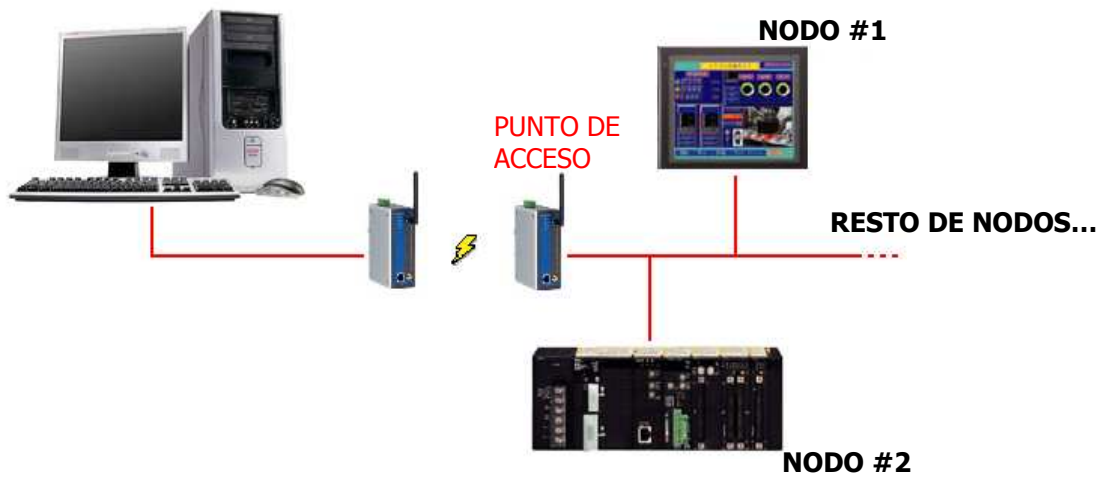 NODO #1
PUNTO DE
ACCESO
RESTO DE NODOS...
NODO #2